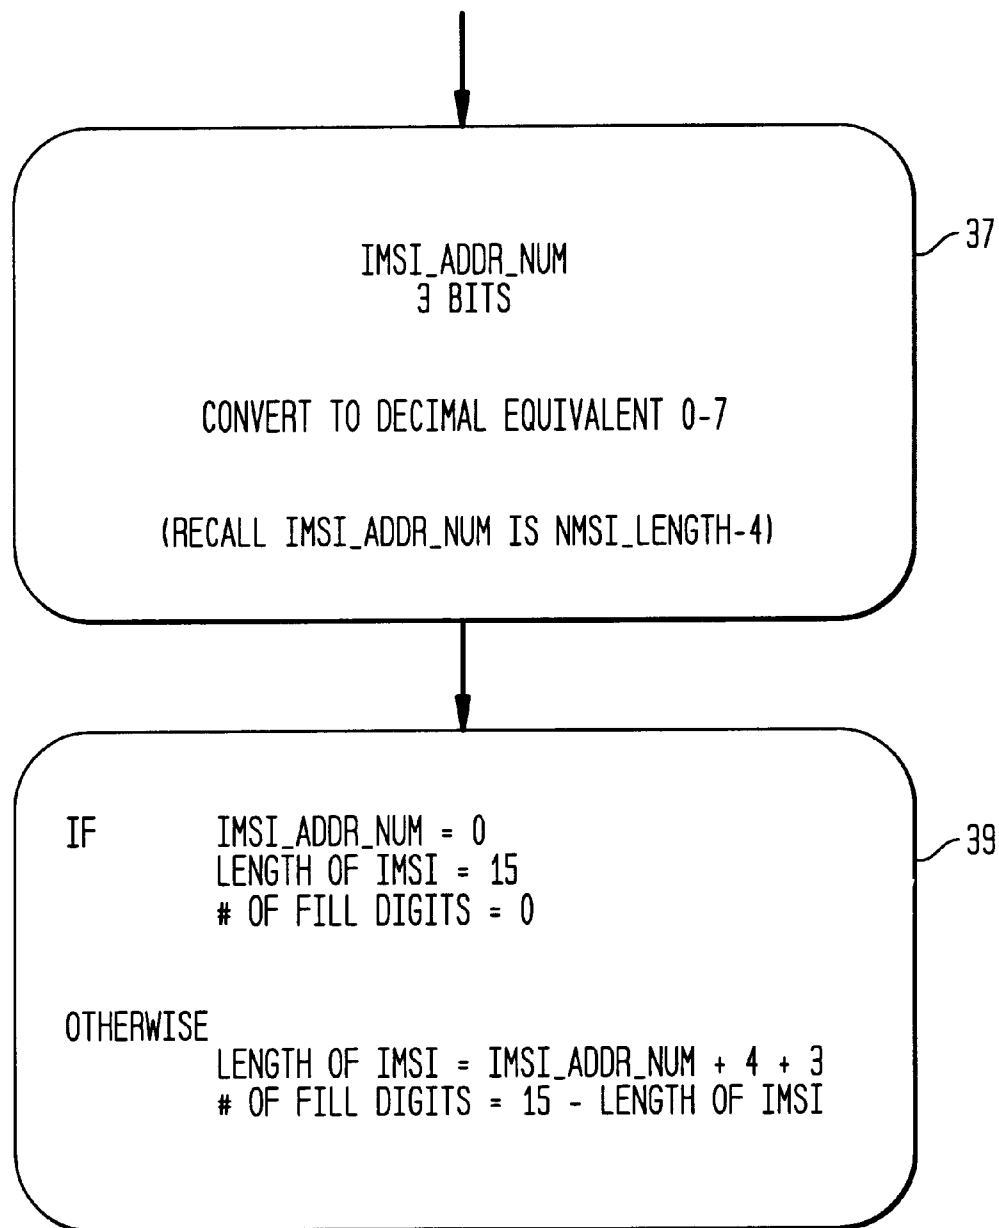 IMSI_ADDR_NUM
3 BITS
CONVERT TO DECIMAL EQUIVALENT 0-7
(RECALL IMSI_ADDR_NUM IS NMSI_LENGTH-4)
37
IF IMSI_ADDR_NUM = 0
LENGTH OF IMSI = 15
# OF FILL DIGITS = 0
OTHERWISE
LENGTH OF IMSI = IMSI_ADDR_NUM + 4 + 3
# OF FILL DIGITS = 15 - LENGTH OF IMSI
39